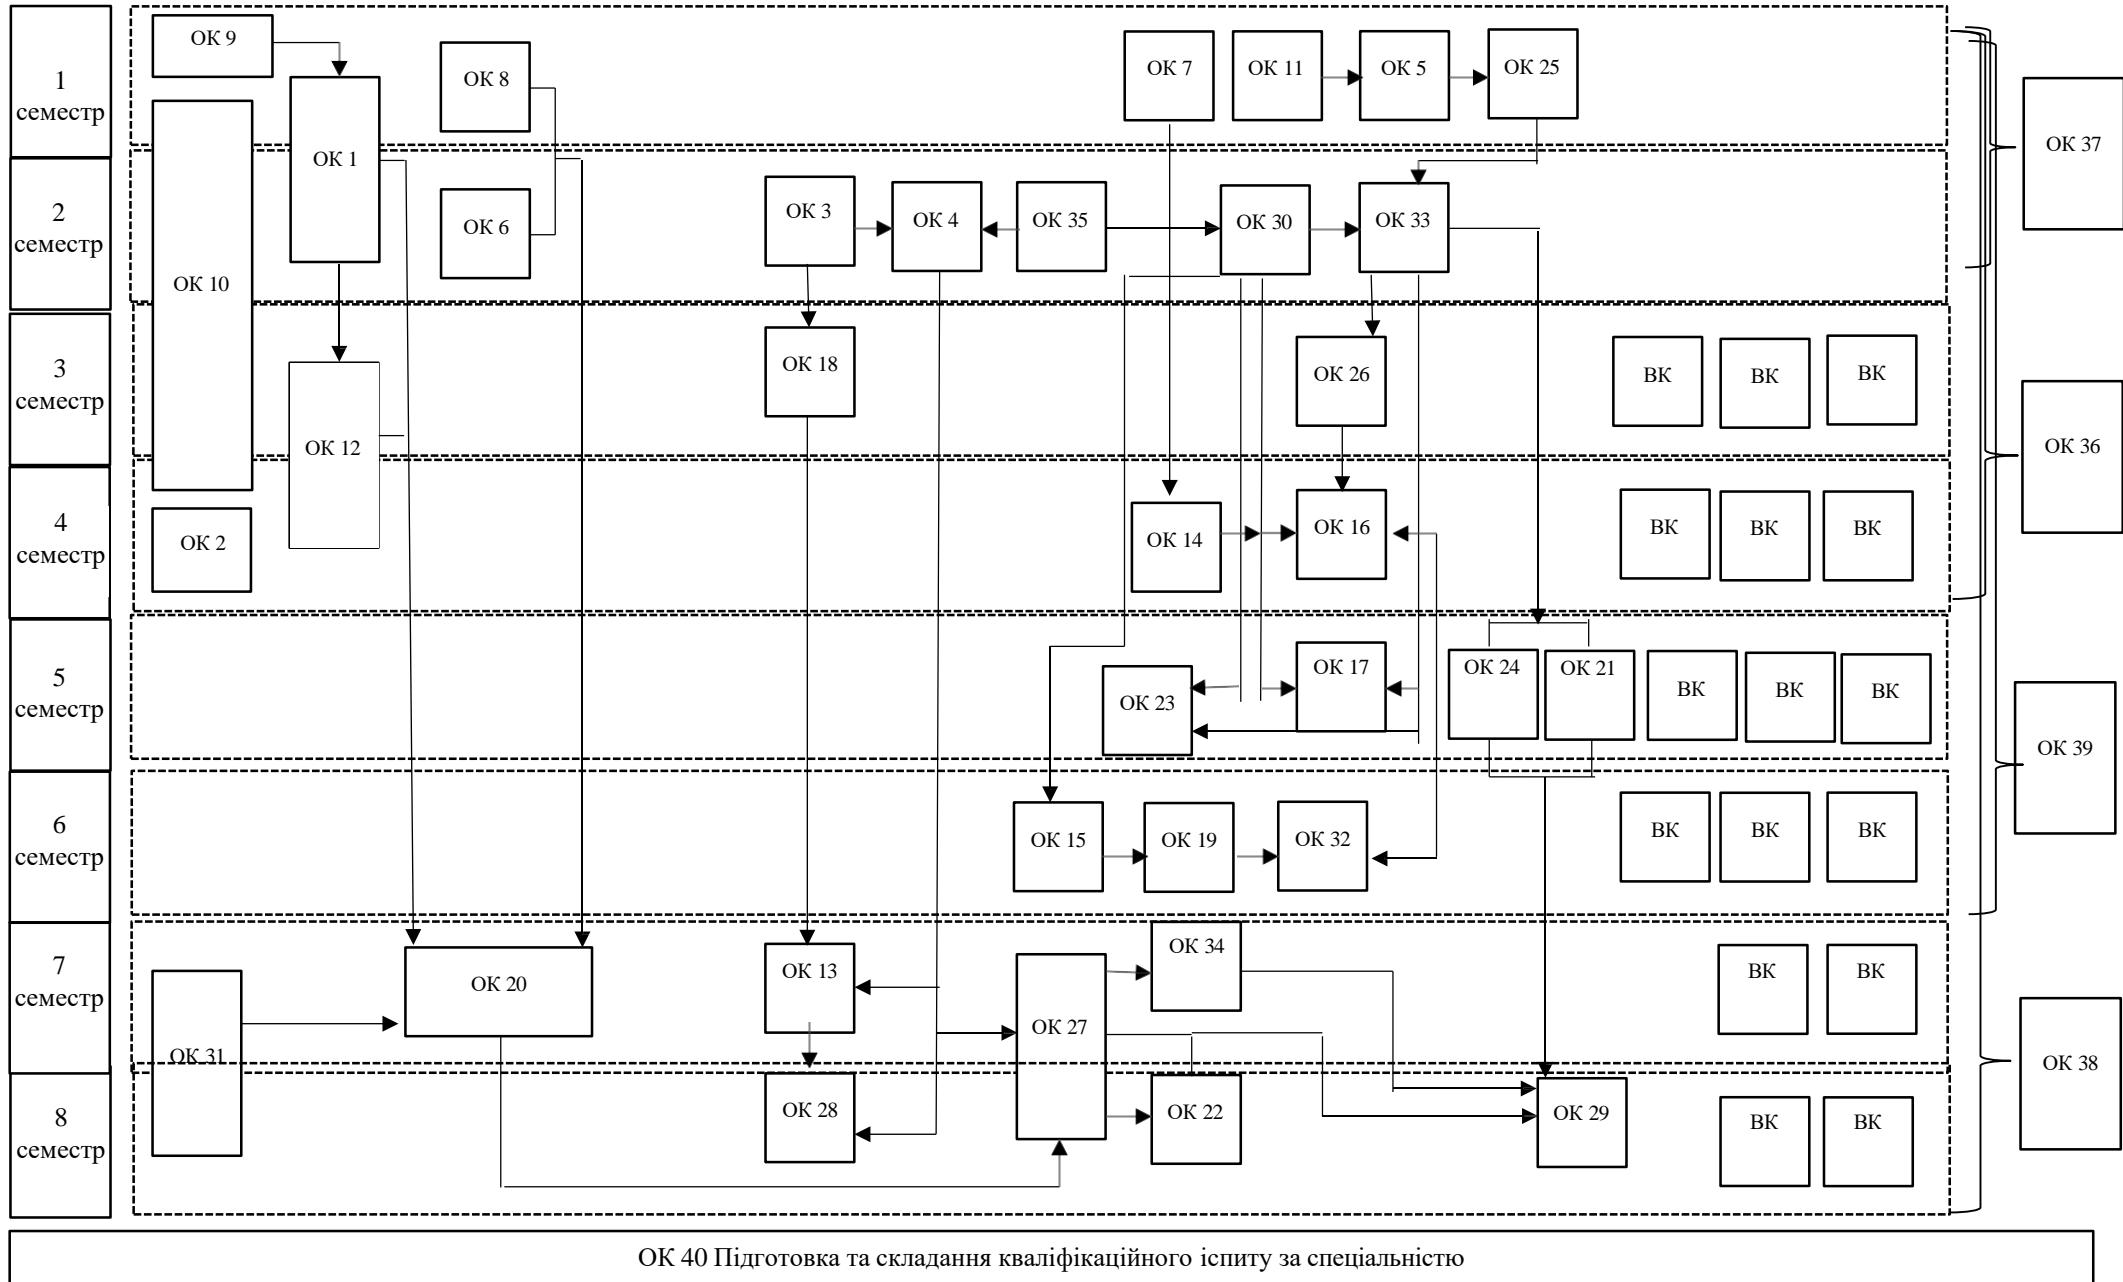 1
семестр
ОК 9
ОК 8
ОК 7
ОК 11
ОК 5
ОК 25
ОК 1
ОК 37
2
семестр
ОК 10
ОК 6
ОК 3
ОК 4
ОК 35
ОК 30
ОК 33
3
семестр
ОК 12
ОК 18
ОК 26
ВК
ВК
ВК
ОК 36
4
семестр
ОК 2
ОК 14
ОК 16
ВК
ВК
ВК
5
семестр
ОК 23
ОК 17
ОК 24
ОК 21
ВК
ВК
ВК
ОК 39
6
семестр
ОК 15
ОК 19
ОК 32
ВК
ВК
ВК
7
семестр
ОК 31
ОК 20
ОК 13
ОК 27
ОК 34
ВК
ВК
ОК 38
8
семестр
ОК 28
ОК 22
ОК 29
ВК
ВК
ОК 40 Підготовка та складання кваліфікаційного іспиту за спеціальністю